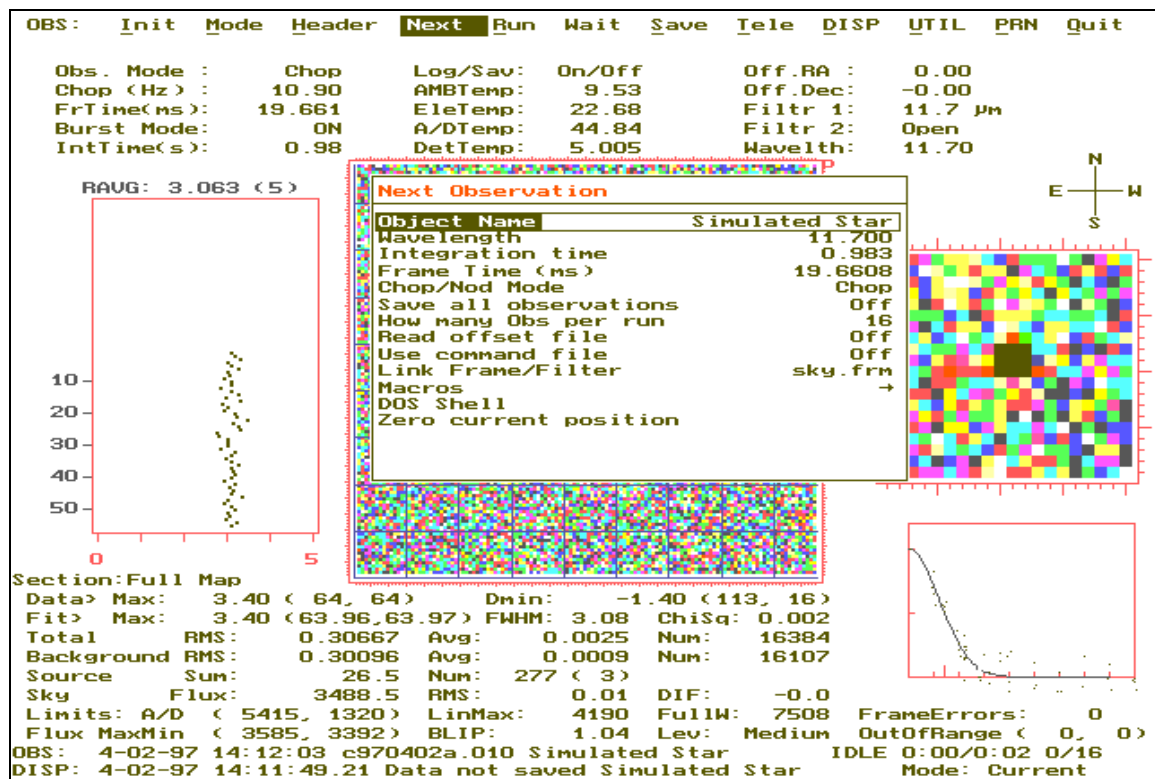 OBS: Init Mode Header Next Run Wait Save Tele DISP UTIL PRN Quit
Obs. Mode : Chop Log/Sav: On/Off Off.RA : 0.00
Chop (Hz) : 10.90 AMBTemp: 9.53 Off.Dec: -0.00
FrTime(ms): 19.661 EleTemp: 22.68 Filtr 1: 11.7 µm
Burst Mode: ON A/DTemp: 44.84 Filtr 2: Open
IntTime(s): 0.98 DetTemp: 5.005 Wavelth: 11.70
N
E W
S
RAVG: 3.063 (5)
10
20
30
40
50
0 5
P
Next Observation
Object Name Simulated Star
Wavelength 11.700
Integration time 0.983
Frame Time (ms) 19.6608
Chop/Nod Mode Chop
Save all observations Off
How many Obs per run 16
Read offset file Off
Use command file Off
Link Frame/Filter sky.frm
Macros →
DOS Shell
Zero current position
Section:Full Map
Data> Max: 3.40 ( 64, 64) Dmin: -1.40 (113, 16)
Fit> Max: 3.40 (63.96,63.97) FWHM: 3.08 ChiSq: 0.002
Total RMS: 0.30667 Avg: 0.0025 Num: 16384
Background RMS: 0.30096 Avg: 0.0009 Num: 16107
Source Sum: 26.5 Num: 277 ( 3)
Sky Flux: 3488.5 RMS: 0.01 DIF: -0.0
Limits: A/D ( 5415, 1320) LinMax: 4190 FullW: 7508 FrameErrors: 0
Flux MaxMin ( 3585, 3392) BLIP: 1.04 Lev: Medium OutOfRange ( 0, 0)
OBS: 4-02-97 14:12:03 c970402a.010 Simulated Star IDLE 0:00/0:02 0/16
DISP: 4-02-97 14:11:49.21 Data not saved Simulated Star Mode: Current